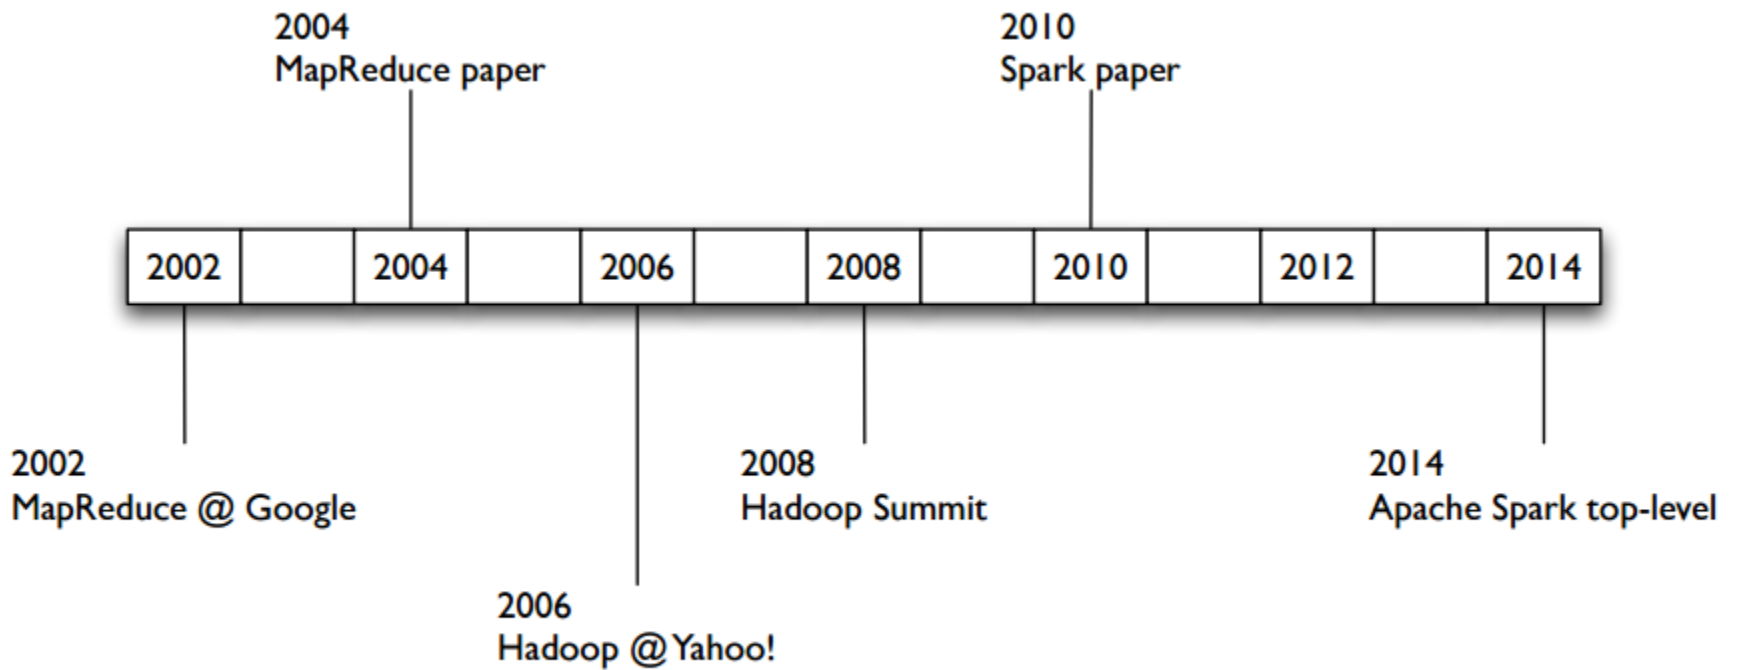 2004
MapReduce paper
2010
Spark paper
2002
2004
2006
2008
2010
2012
2014
2002
MapReduce @ Google
2008
Hadoop Summit
2014
Apache Spark top-level
2006
Hadoop @ Yahoo!